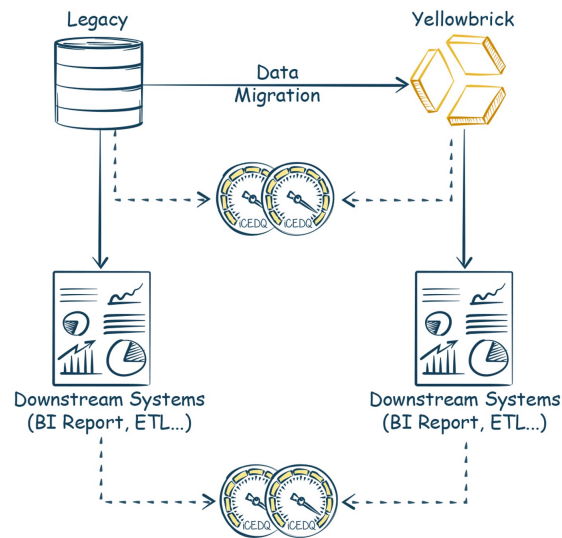 Legacy
Yellowbrick
Data
Migration
iCEDQ
iCEDQ
Downstream Systems
(BI Report, ETL...)
Downstream Systems
(BI Report, ETL...)
iCEDQ
iCEDQ